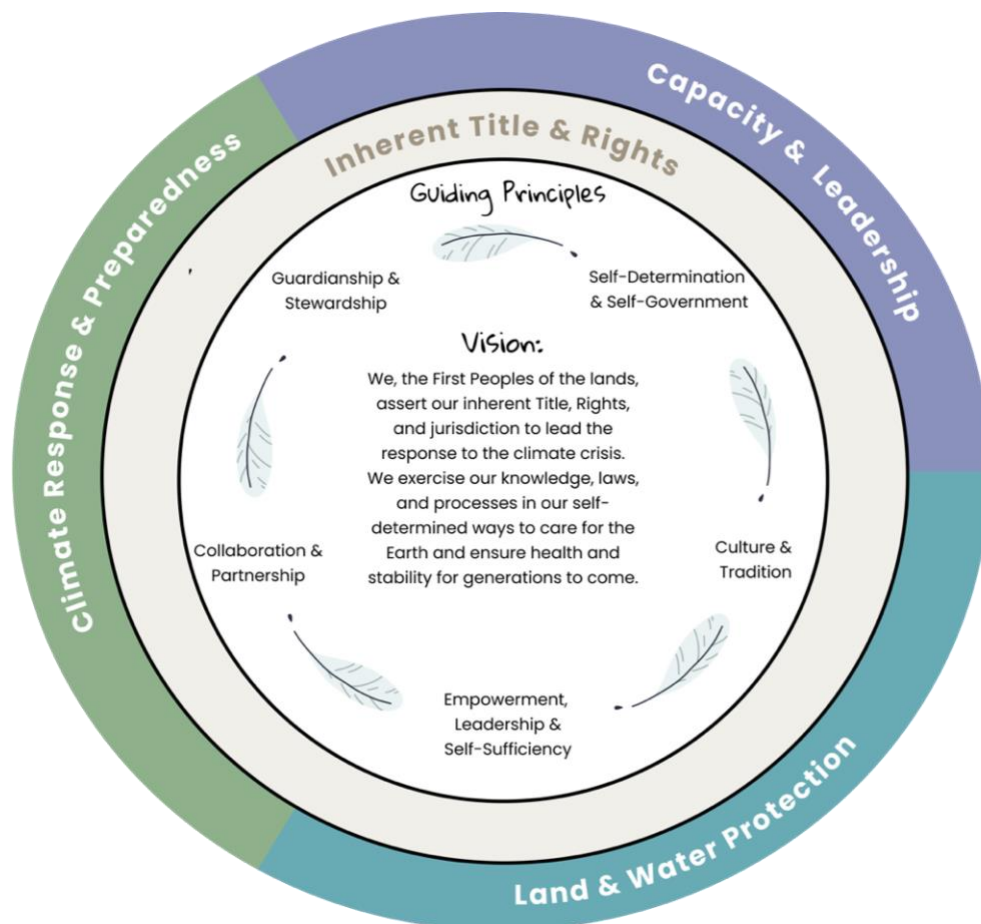 Capacity & Leadership
Climate Response & Preparedness
Inherent Title & Rights
Guiding Principles
Guardianship &
Stewardship
Self-Determination
& Self-Government
Vision:
We, the First Peoples of the lands,
assert our inherent Title, Rights,
and jurisdiction to lead the
response to the climate crisis.
We exercise our knowledge, laws,
and processes in our self-
determined ways to care for the
Earth and ensure health and
stability for generations to come.
Collaboration &
Partnership
Culture &
Tradition
Empowerment,
Leadership &
Self-Sufficiency
Land & Water Protection